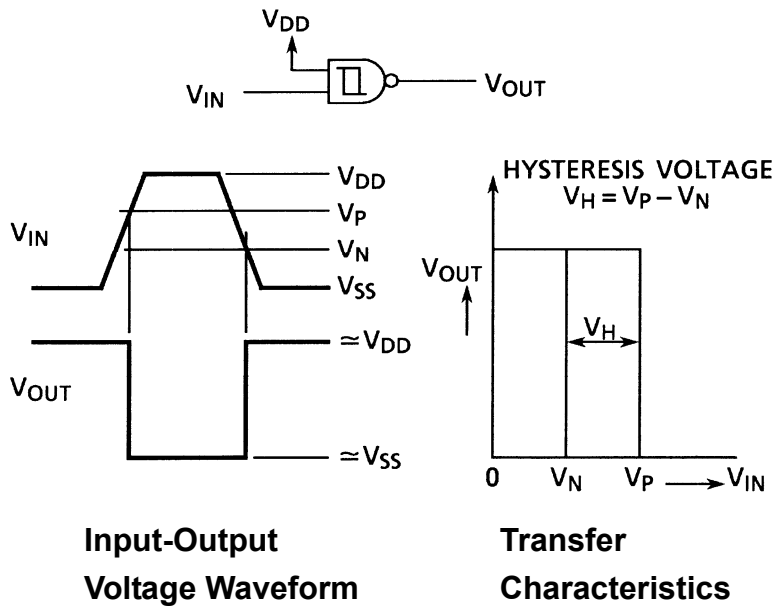 VDD
VIN
VOUT
VDD
VP
VIN
VN
VSS
≃VDD
VOUT
≃VSS
HYSTERESIS VOLTAGE
VH = VP – VN
VOUT
VH
0
VN
VP
VIN
Input-Output
Voltage Waveform
Transfer
Characteristics